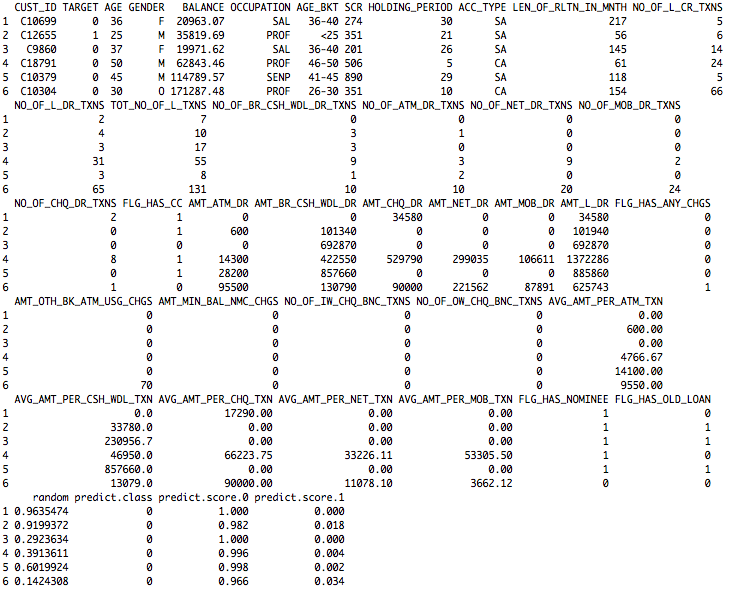 CUST_ID TARGET AGE GENDER BALANCE OCCUPATION AGE_BKT SCR HOLDING_PERIOD ACC_TYPE LEN_OF_RLTN_IN_MNTH NO_OF_L_CR_TXNS
1 C10699 0 36 F 20963.07 SAL 36-40 274 30 SA 217 5
2 C12655 1 25 M 35819.69 PROF <25 351 21 SA 56 6
3 C9860 0 37 F 19971.62 SAL 36-40 201 26 SA 145 14
4 C18791 0 50 M 62843.46 PROF 46-50 506 5 CA 61 24
5 C10379 0 45 M 114789.57 SENP 41-45 890 29 SA 118 5
6 C10304 0 30 O 171287.48 PROF 26-30 351 10 CA 154 66
NO_OF_L_DR_TXNS TOT_NO_OF_L_TXNS NO_OF_BR_CSH_WDL_DR_TXNS NO_OF_ATM_DR_TXNS NO_OF_NET_DR_TXNS NO_OF_MOB_DR_TXNS
1 2 7 0 0 0 0
2 4 10 3 1 0 0
3 3 17 3 0 0 0
4 31 55 9 3 9 2
5 3 8 1 2 0 0
6 65 131 10 10 20 24
NO_OF_CHQ_DR_TXNS FLG_HAS_CC AMT_ATM_DR AMT_BR_CSH_WDL_DR AMT_CHQ_DR AMT_NET_DR AMT_MOB_DR AMT_L_DR FLG_HAS_ANY_CHGS
1 2 1 0 0 34580 0 0 34580 0
2 0 1 600 101340 0 0 0 101940 0
3 0 0 0 692870 0 0 0 692870 0
4 8 1 14300 422550 529790 299035 106611 1372286 0
5 0 1 28200 857660 0 0 0 885860 0
6 1 0 95500 130790 90000 221562 87891 625743 1
AMT_OTH_BK_ATM_USG_CHGS AMT_MIN_BAL_NMC_CHGS NO_OF_IW_CHQ_BNC_TXNS NO_OF_OW_CHQ_BNC_TXNS AVG_AMT_PER_ATM_TXN
1 0 0 0 0 0.00
2 0 0 0 0 600.00
3 0 0 0 0 0.00
4 0 0 0 0 4766.67
5 0 0 0 0 14100.00
6 70 0 0 0 9550.00
AVG_AMT_PER_CSH_WDL_TXN AVG_AMT_PER_CHQ_TXN AVG_AMT_PER_NET_TXN AVG_AMT_PER_MOB_TXN FLG_HAS_NOMINEE FLG_HAS_OLD_LOAN
1 0.0 17290.00 0.00 0.00 1 0
2 33780.0 0.00 0.00 0.00 1 1
3 230956.7 0.00 0.00 0.00 1 1
4 46950.0 66223.75 33226.11 53305.50 1 0
5 857660.0 0.00 0.00 0.00 1 1
6 13079.0 90000.00 11078.10 3662.12 0 0
random predict.class predict.score.0 predict.score.1
1 0.9635474 0 1.000 0.000
2 0.9199372 0 0.982 0.018
3 0.2923634 0 1.000 0.000
4 0.3913611 0 0.996 0.004
5 0.6019924 0 0.998 0.002
6 0.1424308 0 0.966 0.034